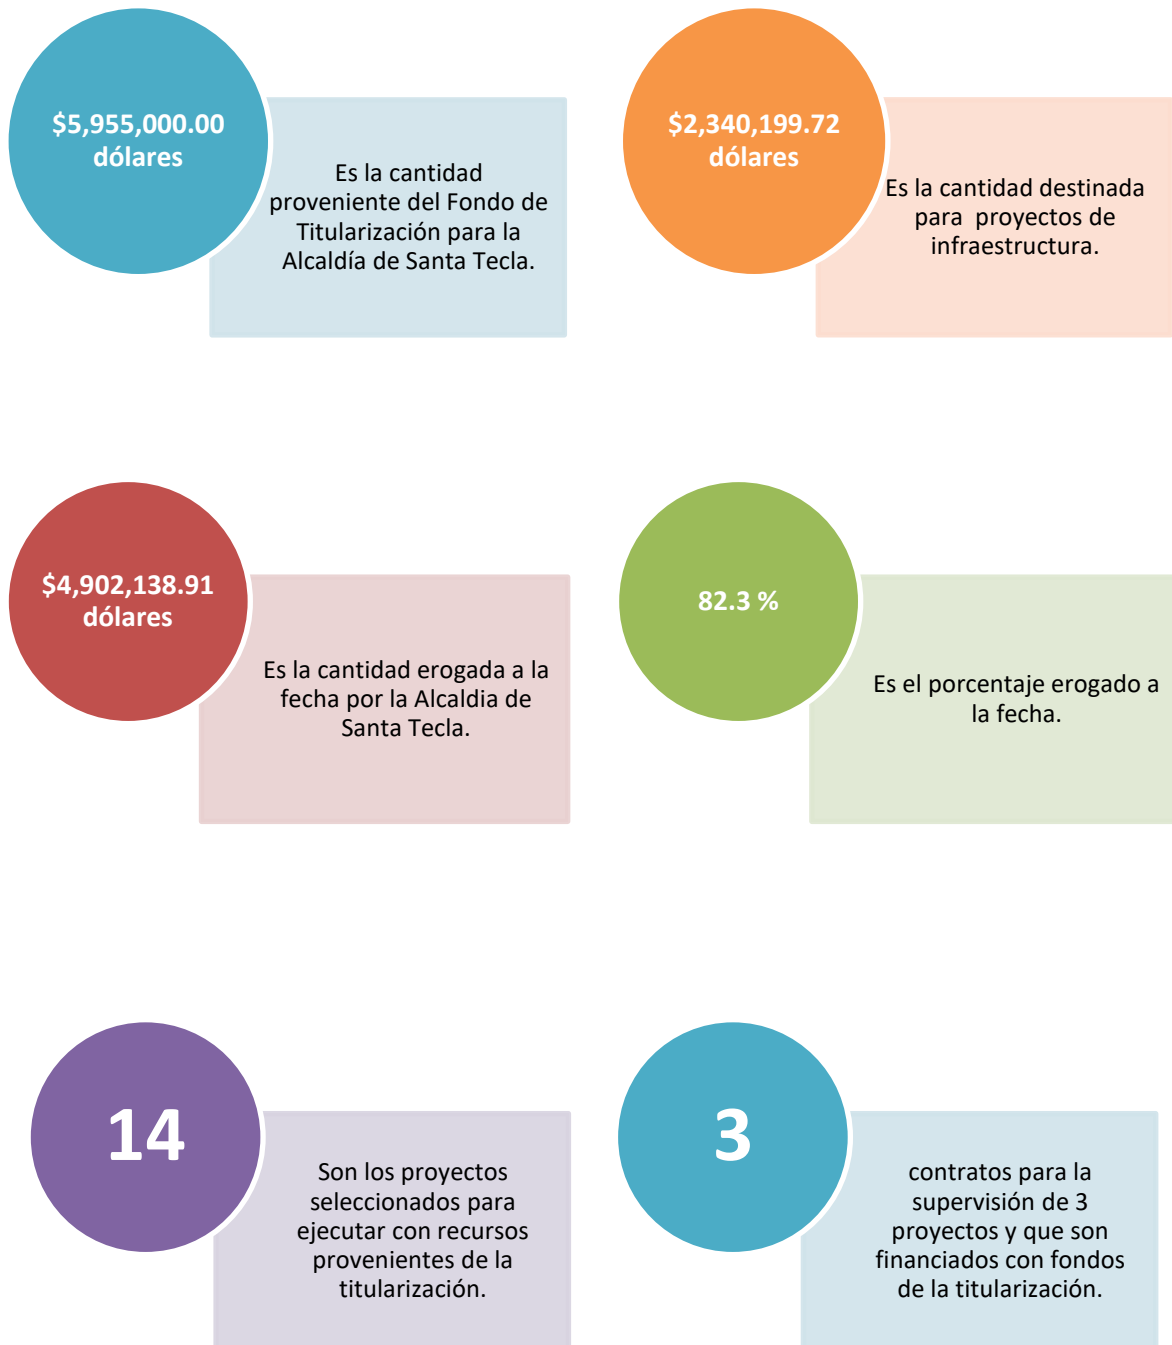 $5,955,000.00
dólares
Es la cantidad
proveniente del Fondo de
Titularización para la
Alcaldía de Santa Tecla.
$2,340,199.72
dólares
Es la cantidad destinada
para  proyectos de
infraestructura.
$4,902,138.91
dólares
Es la cantidad erogada a la
fecha por la Alcaldia de
Santa Tecla.
82.3 %
Es el porcentaje erogado a
la fecha.
14
Son los proyectos
seleccionados para
ejecutar con recursos
provenientes de la
titularización.
3
contratos para la
supervisión de 3
proyectos y que son
financiados con fondos
de la titularización.